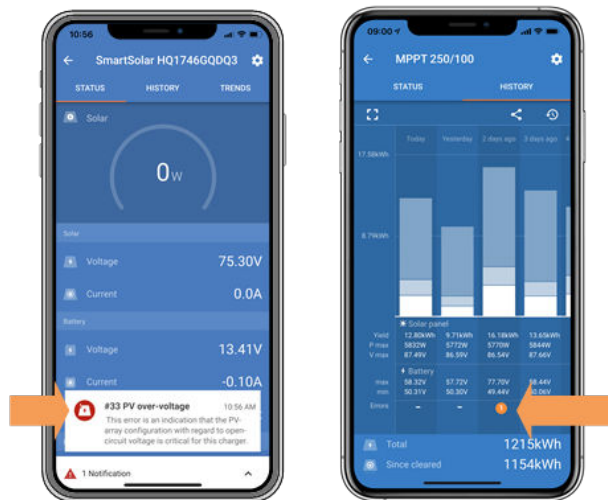 10:56
SmartSolar HQ1746GQDQ3
STATUS HISTORY TRENDS
Solar
0w
Solar
Voltage 75.30V
Current 0.0A
Battery
Voltage 13.41V
Current -0.10A
#33 PV over-voltage 10:56 AM
This error is an indication that the PV-
array configuration with regard to open-
circuit voltage is critical for this charger.
1 Notification
09:00
MPPT 250/100
STATUS HISTORY
Today Yesterday 2 days ago 3 days ago 4
17.58kWh
8.79kWh
Solar panel
Yield 12.80kWh 9.71kWh 16.18kWh 13.65kWh
P max 5832W 5772W 5770W 5844W
V max 87.49V 86.59V 86.54V 87.66V
Battery
max 58.32V 57.72V 77.70V 58.44V
min 50.31V 50.30V 49.44V 50.06V
Errors - - 1
Total 1215kWh
Since cleared 1154kWh